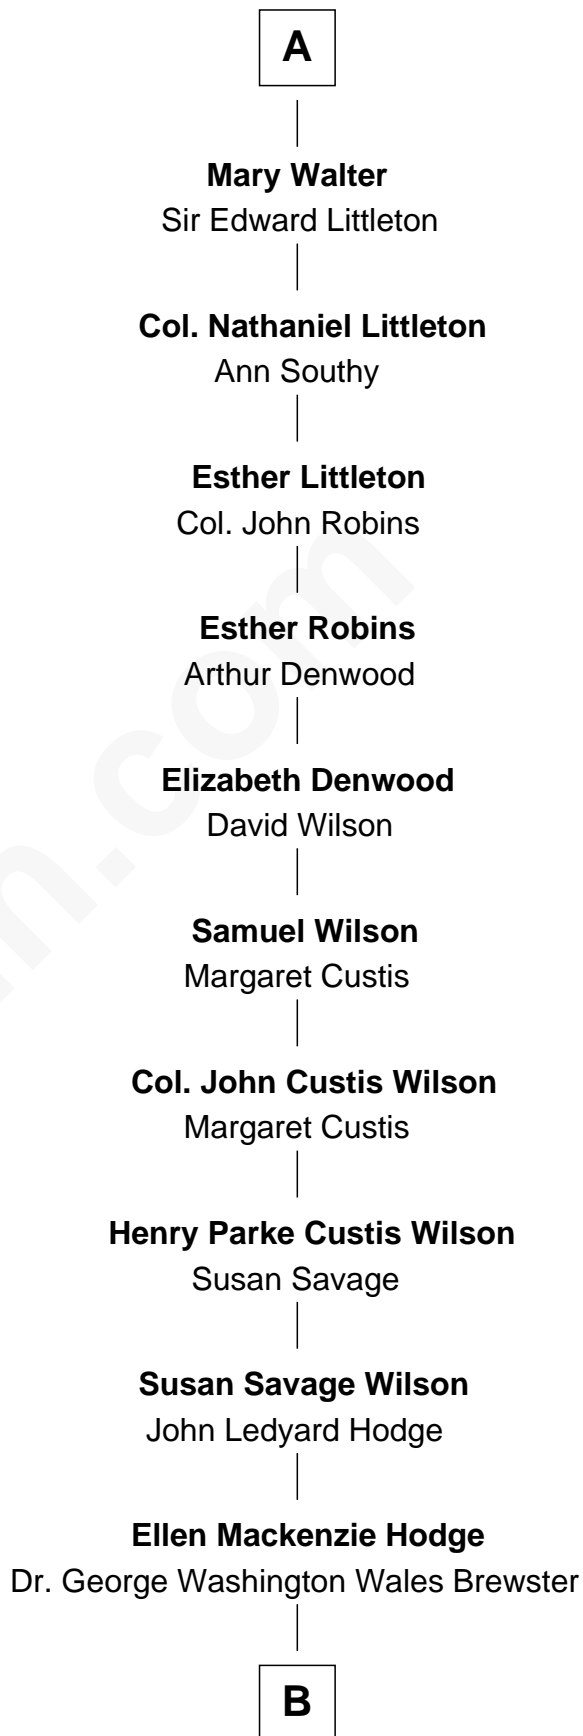 A
Mary Walter
Sir Edward Littleton
Col. Nathaniel Littleton
Ann Southy
Esther Littleton
Col. John Robins
Esther Robins
Arthur Denwood
Elizabeth Denwood
David Wilson
Samuel Wilson
Margaret Custis
Col. John Custis Wilson
Margaret Custis
Henry Parke Custis Wilson
Susan Savage
Susan Savage Wilson
John Ledyard Hodge
Ellen Mackenzie Hodge
Dr. George Washington Wales Brewster
B